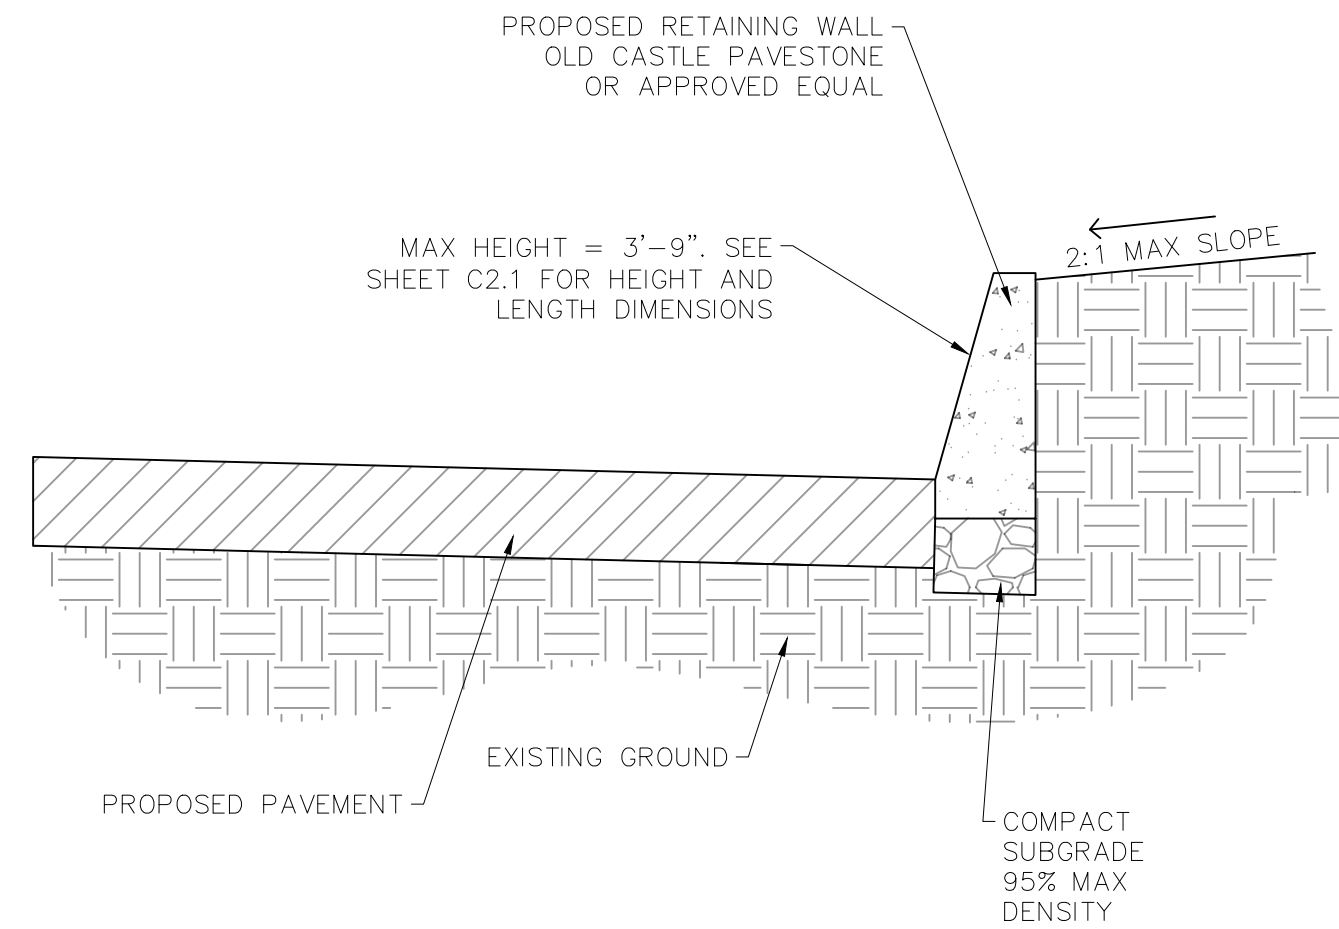 PROPOSED RETAINING WALL
OLD CASTLE PAVESTONE
OR APPROVED EQUAL
2:1 MAX SLOPE
MAX HEIGHT = 3'-9". SEE
SHEET C2.1 FOR HEIGHT AND
LENGTH DIMENSIONS
EXISTING GROUND
PROPOSED PAVEMENT
COMPACT
SUBGRADE
95% MAX
DENSITY